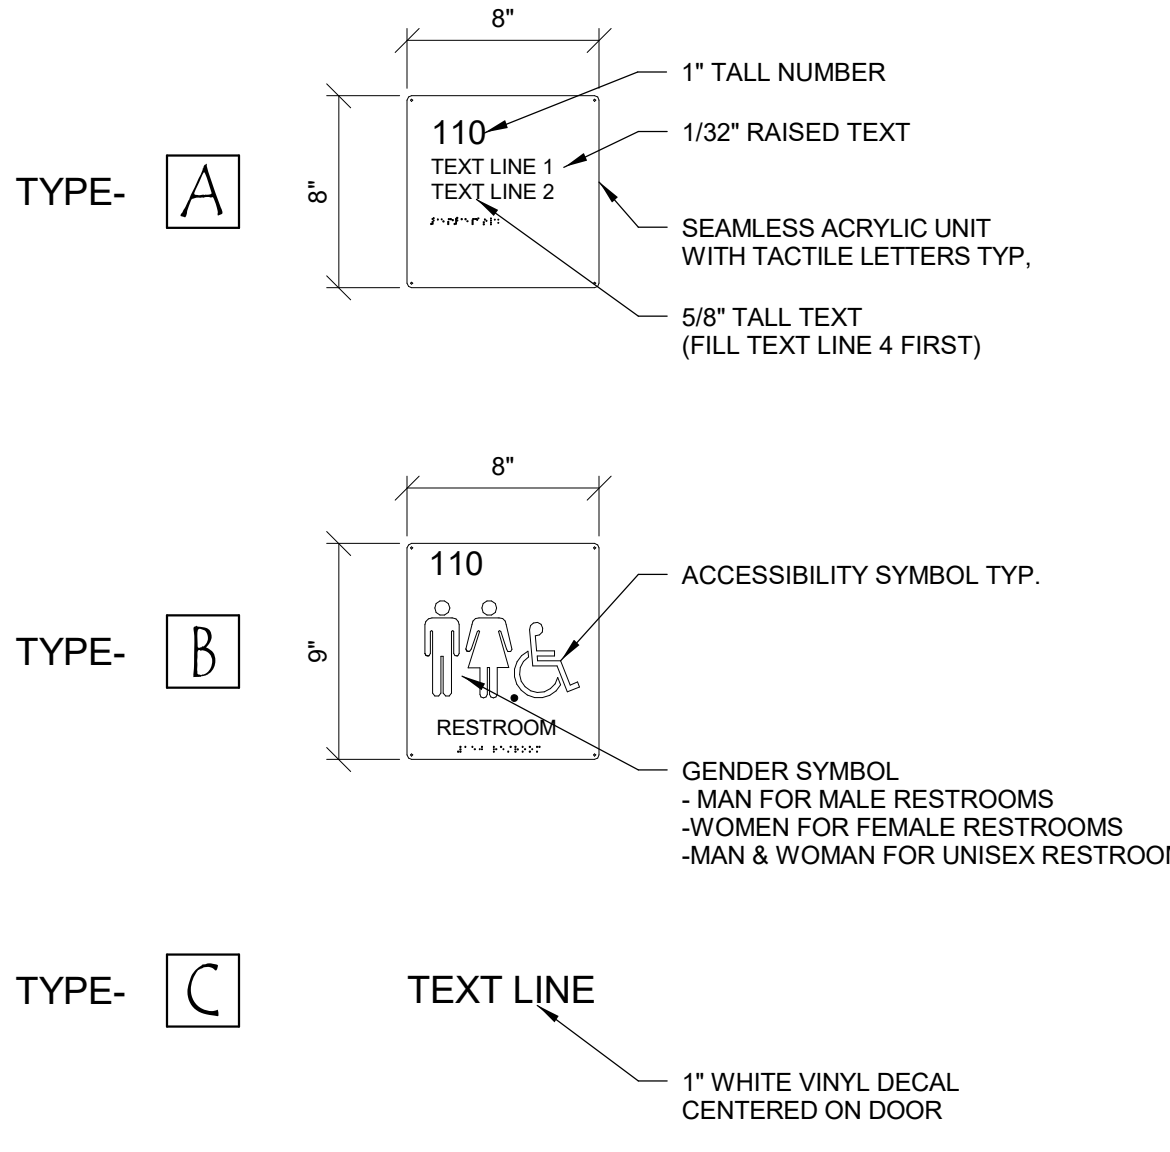 8"
1" TALL NUMBER
110
1/32" RAISED TEXT
TEXT LINE 1
TYPE- A
8"
TEXT LINE 2
SEAMLESS ACRYLIC UNIT
WITH TACTILE LETTERS TYP,
5/8" TALL TEXT
(FILL TEXT LINE 4 FIRST)
8"
110
ACCESSIBILITY SYMBOL TYP.
TYPE- B
9"
RESTROOM
GENDER SYMBOL
- MAN FOR MALE RESTROOMS
-WOMEN FOR FEMALE RESTROOMS
-MAN & WOMAN FOR UNISEX RESTROO
TYPE- C
TEXT LINE
1" WHITE VINYL DECAL
CENTERED ON DOOR